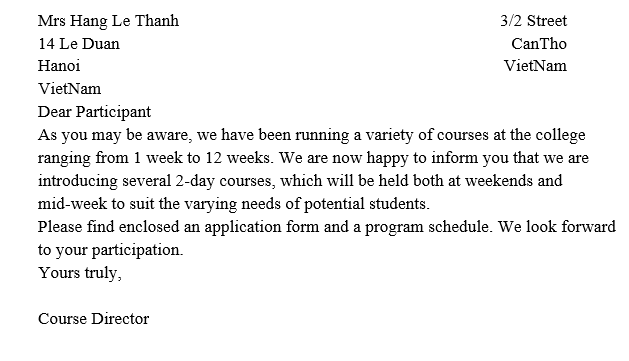 Mrs Hang Le Thanh 3/2 Street
14 Le Duan CanTho
Hanoi VietNam
VietNam
Dear Participant
As you may be aware, we have been running a variety of courses at the college
ranging from 1 week to 12 weeks. We are now happy to inform you that we are
introducing several 2-day courses, which will be held both at weekends and
mid-week to suit the varying needs of potential students.
Please find enclosed an application form and a program schedule. We look forward
to your participation.
Yours truly,
Course Director